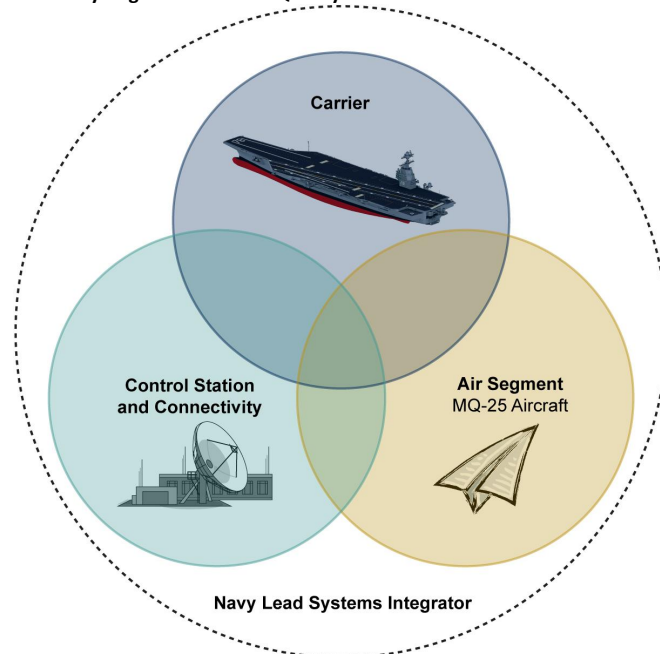 Carrier
Control Station
and Connectivity
Air Segment
MQ-25 Aircraft
Navy Lead Systems Integrator